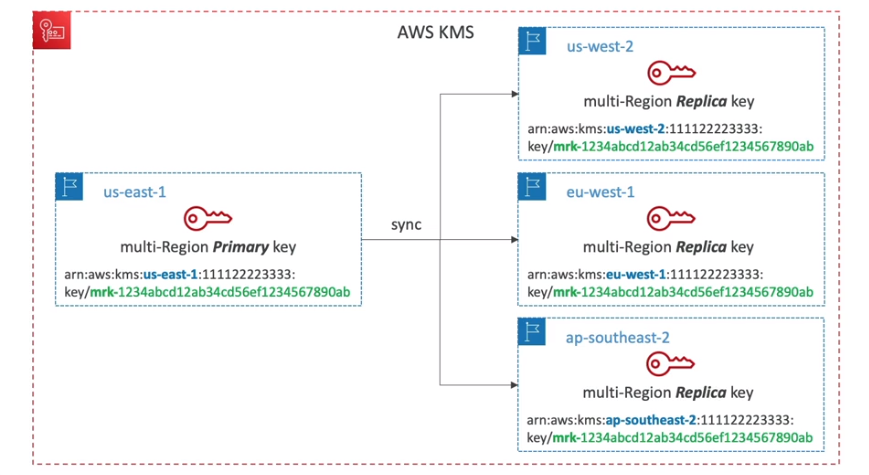 AWS KMS
us-east-1
multi-Region Primary key
arn:aws:kms:us-east-1:111122223333:
key/mrk-1234abcd12ab34cd56ef1234567890ab
sync
us-west-2
multi-Region Replica key
arn:aws:kms:us-west-2:111122223333:
key/mrk-1234abcd12ab34cd56ef1234567890ab
eu-west-1
multi-Region Replica key
arn:aws:kms:eu-west-1:111122223333:
key/mrk-1234abcd12ab34cd56ef1234567890ab
ap-southeast-2
multi-Region Replica key
arn:aws:kms:ap-southeast-2:111122223333:
key/mrk-1234abcd12ab34cd56ef1234567890ab